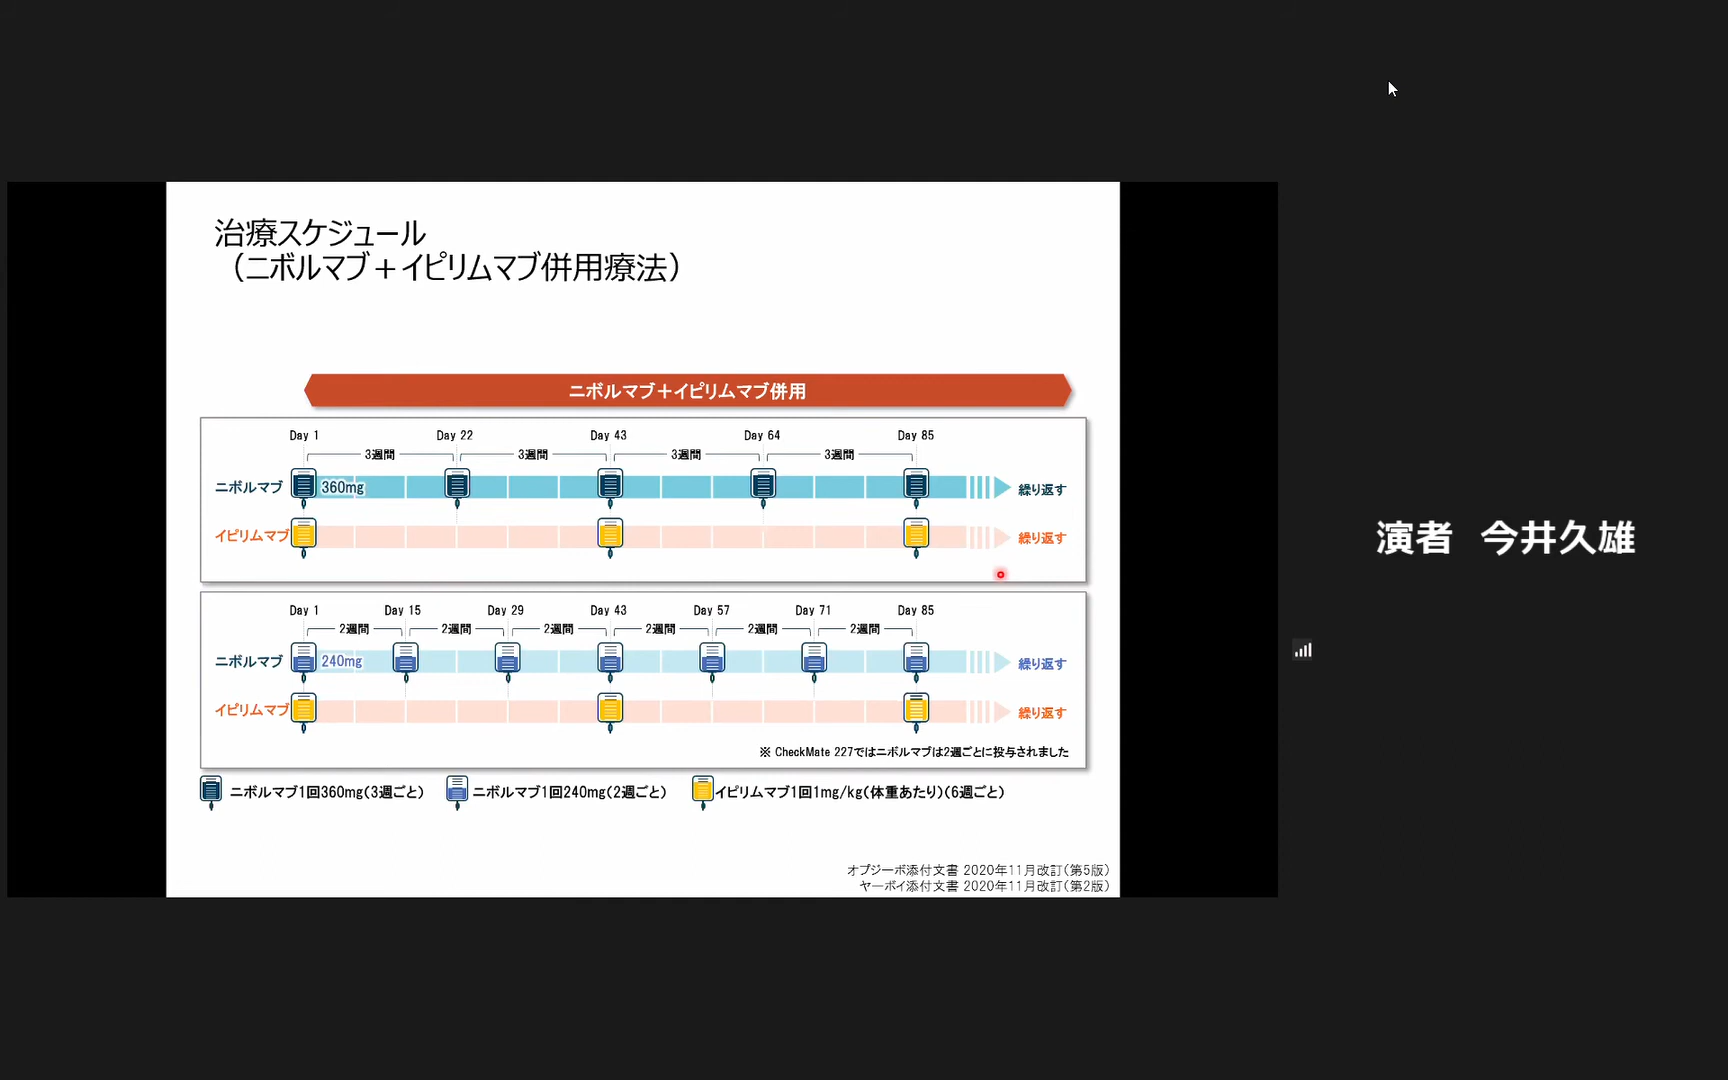 治療スケジュール
（ニボルマブ＋イピリムマブ併用療法）
ニボルマブ＋イピリムマブ併用
Day 1 Day 22 Day 43 Day 64 Day 85
3週間 3週間 3週間 3週間
ニボルマブ 360mg 繰り返す
イピリムマブ 繰り返す
Day 1 Day 15 Day 29 Day 43 Day 57 Day 71 Day 85
2週間 2週間 2週間 2週間 2週間 2週間
ニボルマブ 240mg 繰り返す
イピリムマブ 繰り返す
※ CheckMate 227ではニボルマブは2週ごとに投与されました
ニボルマブ1回360mg（3週ごと） ニボルマブ1回240mg（2週ごと） イピリムマブ1回1mg/kg（体重あたり）（6週ごと）
オプジーボ添付文書 2020年11月改訂（第5版）
ヤーボイ添付文書 2020年11月改訂（第2版）
演者　今井久雄